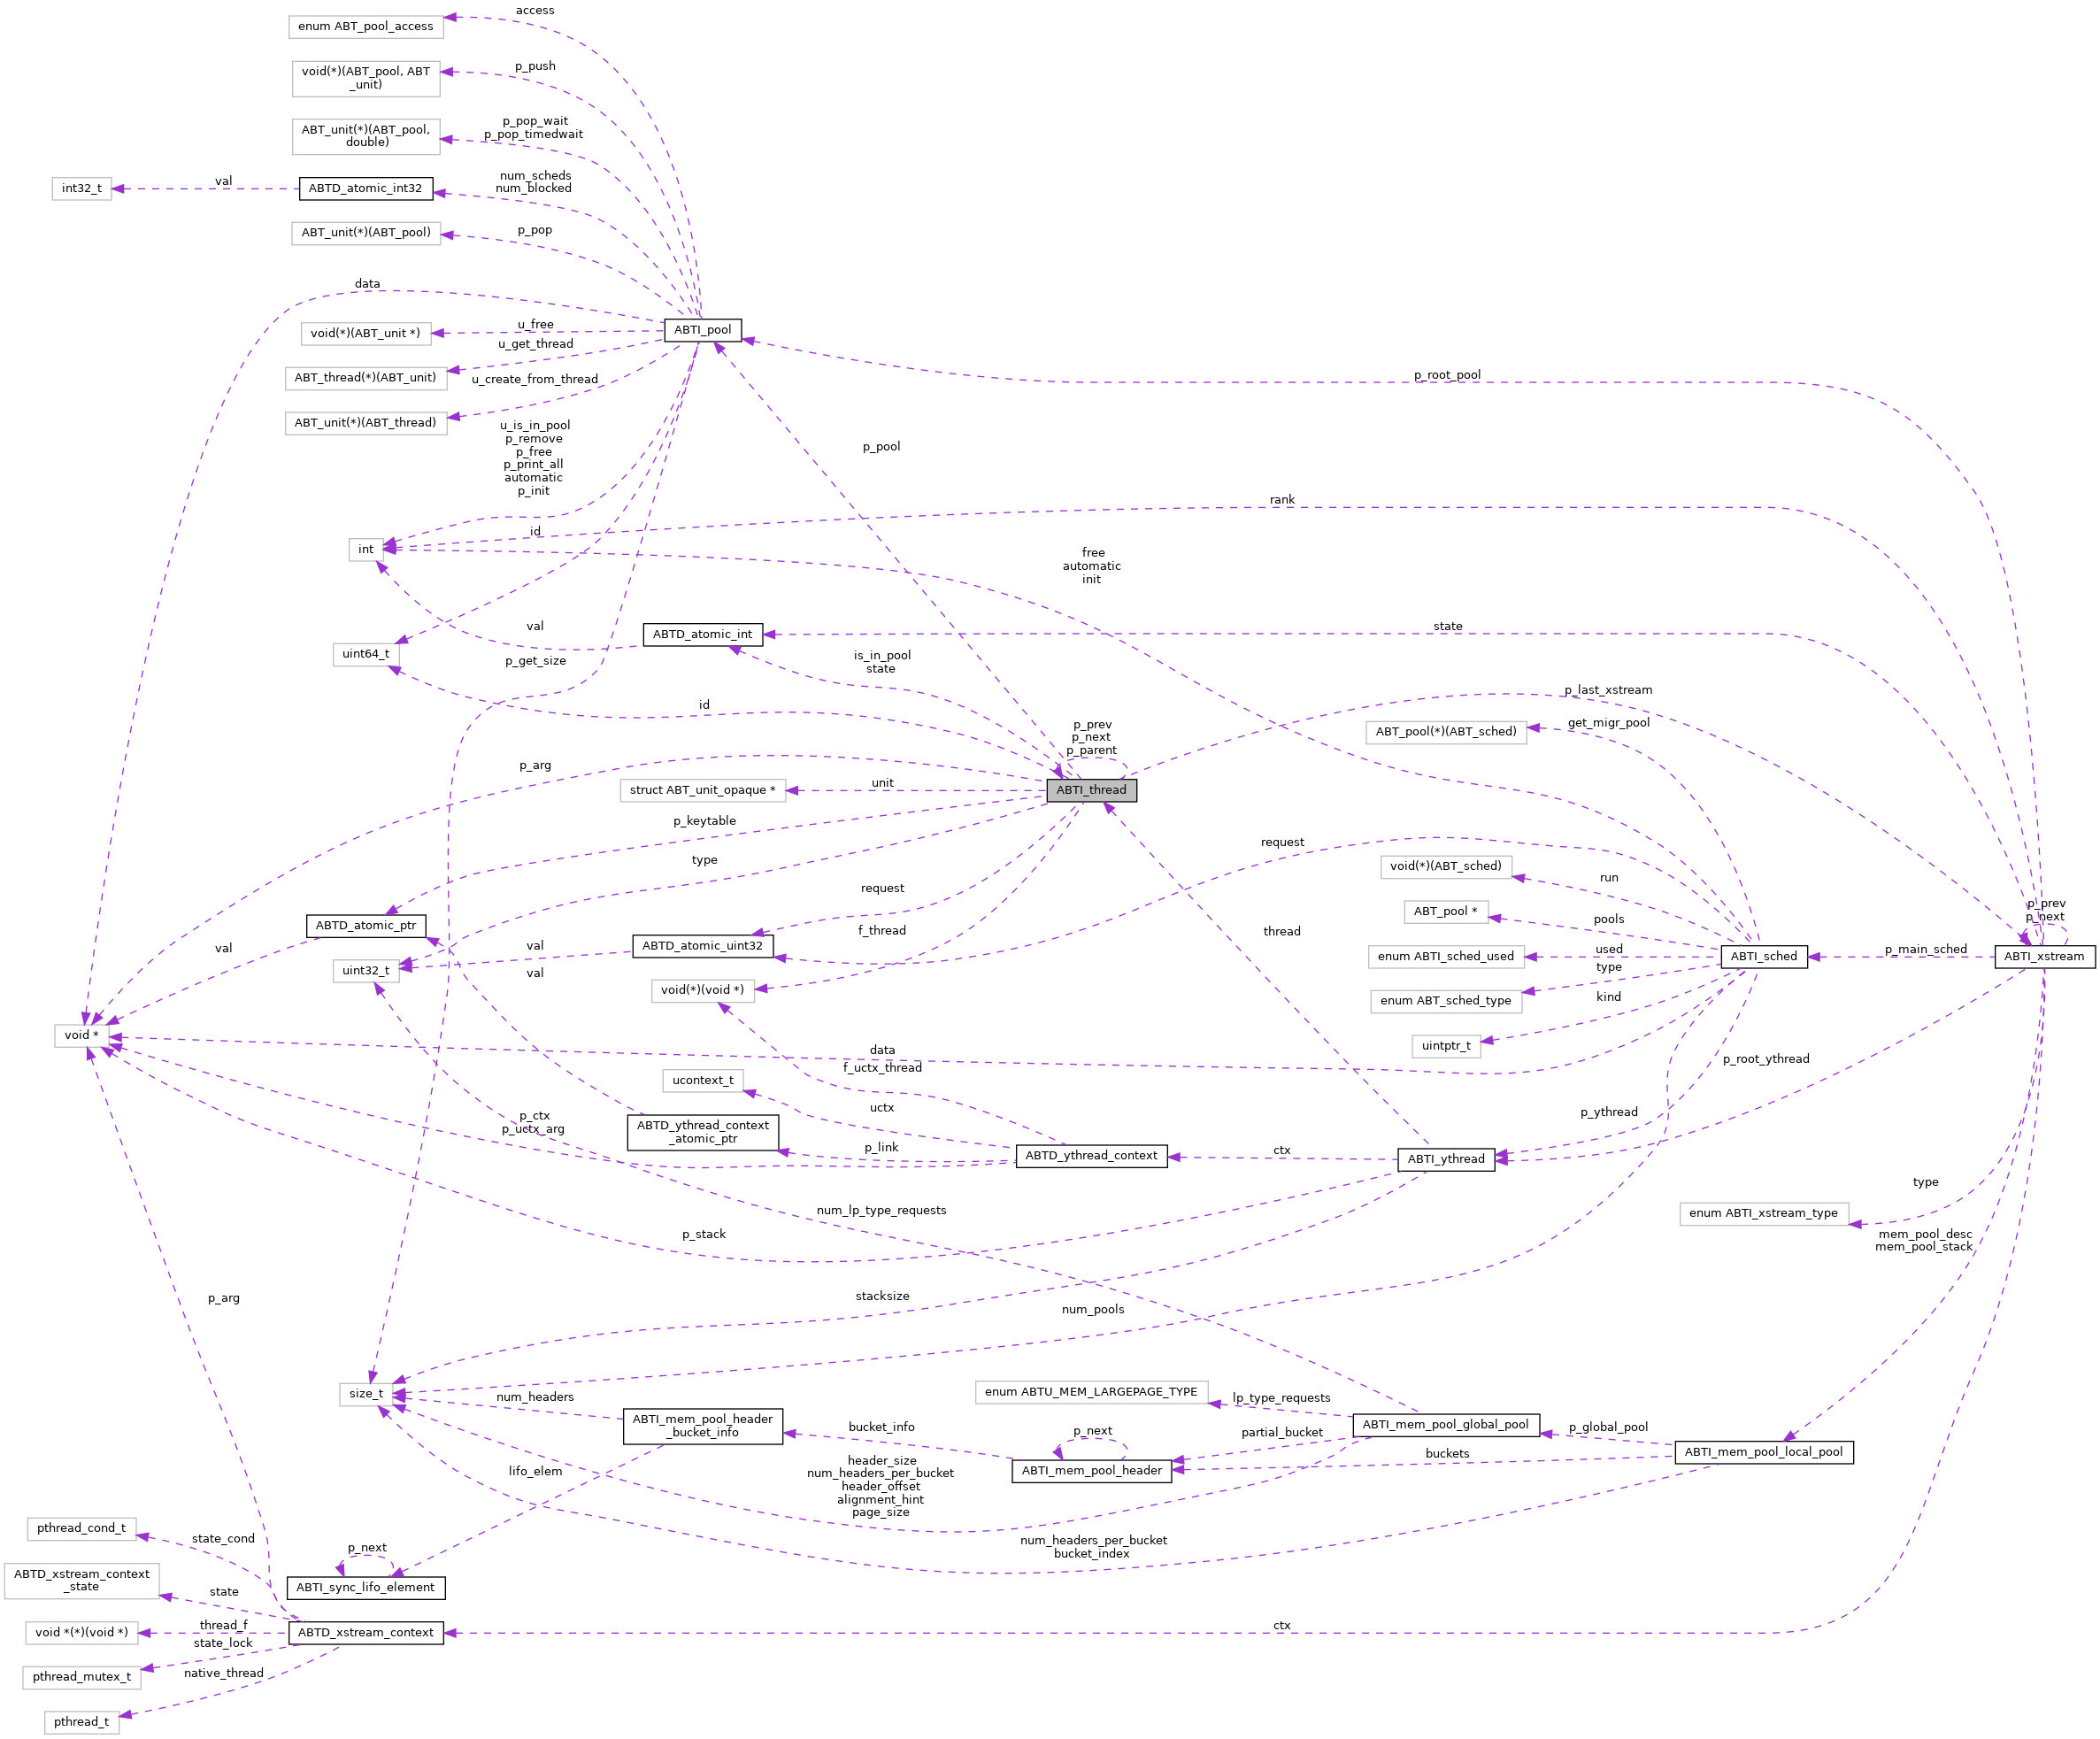 access
enum ABT_pool_access
p_push
void(*)(ABT_pool, ABT
_unit)
p_pop_wait
p_pop_timedwait
ABT_unit(*)(ABT_pool,
double)
num_scheds
num_blocked
int32_t
val
ABTD_atomic_int32
ABT_unit(*)(ABT_pool)
p_pop
data
void(*)(ABT_unit *)
u_free
ABTI_pool
u_get_thread
ABT_thread(*)(ABT_unit)
u_create_from_thread
ABT_unit(*)(ABT_thread)
p_root_pool
u_is_in_pool
p_remove
p_free
p_print_all
automatic
p_init
p_pool
rank
id
int
free
automatic
init
val
ABTD_atomic_int
state
uint64_t
p_get_size
is_in_pool
state
id
p_last_xstream
p_prev
p_next
p_parent
get_migr_pool
ABT_pool(*)(ABT_sched)
p_arg
struct ABT_unit_opaque *
unit
ABTI_thread
p_keytable
type
request
void(*)(ABT_sched)
run
request
ABT_pool *
pools
p_prev
p_next
ABTD_atomic_ptr
f_thread
thread
val
val
ABTD_atomic_uint32
used
enum ABTI_sched_used
ABTI_sched
p_main_sched
ABTI_xstream
uint32_t
val
type
void(*)(void *)
enum ABT_sched_type
kind
void *
uintptr_t
data
f_uctx_thread
p_root_ythread
ucontext_t
uctx
p_ythread
p_ctx
p_uctx_arg
ABTD_ythread_context
_atomic_ptr
p_link
ABTD_ythread_context
ctx
ABTI_ythread
type
num_lp_type_requests
enum ABTI_xstream_type
p_stack
mem_pool_desc
mem_pool_stack
p_arg
stacksize
num_pools
size_t
num_headers
enum ABTU_MEM_LARGEPAGE_TYPE
lp_type_requests
ABTI_mem_pool_header
_bucket_info
bucket_info
p_next
partial_bucket
ABTI_mem_pool_global_pool
p_global_pool
ABTI_mem_pool_local_pool
buckets
ABTI_mem_pool_header
lifo_elem
header_size
num_headers_per_bucket
header_offset
alignment_hint
page_size
pthread_cond_t
state_cond
p_next
num_headers_per_bucket
bucket_index
ABTD_xstream_context
_state
state
ABTI_sync_lifo_element
thread_f
void *(*)(void *)
ABTD_xstream_context
ctx
state_lock
pthread_mutex_t
native_thread
pthread_t